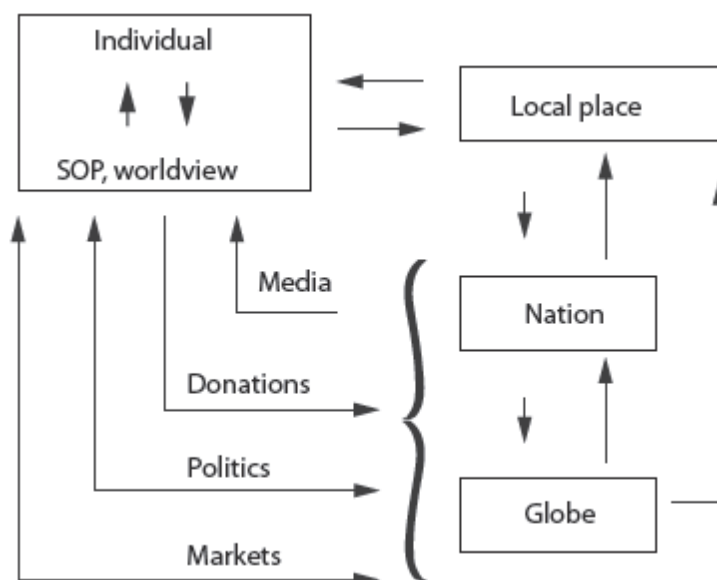 Individual
SOP, worldview
Local place
Media
Nation
Donations
Politics
Globe
Markets